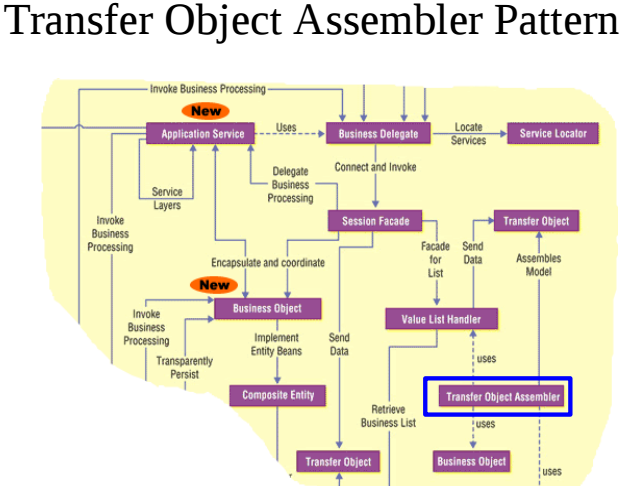 Transfer Object Assembler Pattern
Invoke Business Processing
New
Application Service
Uses
Business Delegate
Locate
Services
Service Locator
Connect and Invoke
Delegate
Business
Processing
Service
Layers
Invoke
Business
Processing
Session Facade
Transfer Object
Facade
for
List
Send
Data
Assembles
Model
Encapsulate and coordinate
New
Business Object
Invoke
Business
Processing
Implement
Entity Beans
Send
Data
Value List Handler
Transparently
Persist
uses
Composite Entity
Transfer Object Assembler
Retrieve
Business List
uses
Transfer Object
Business Object
uses